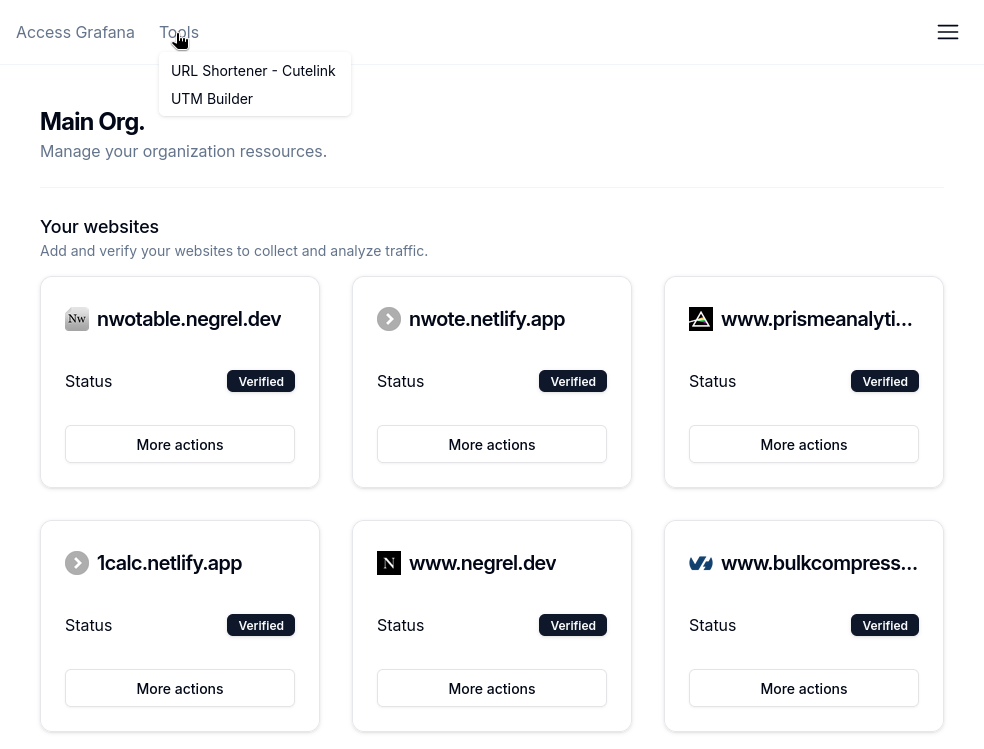 Access Grafana Tools
URL Shortener - Cutelink
UTM Builder
Main Org.
Manage your organization ressources.
Your websites
Add and verify your websites to collect and analyze traffic.
Nw nwotable.negrel.dev
Status Verified
More actions
nwote.netlify.app
Status Verified
More actions
www.prismeanalyti...
Status Verified
More actions
1calc.netlify.app
Status Verified
More actions
N www.negrel.dev
Status Verified
More actions
www.bulkcompress...
Status Verified
More actions